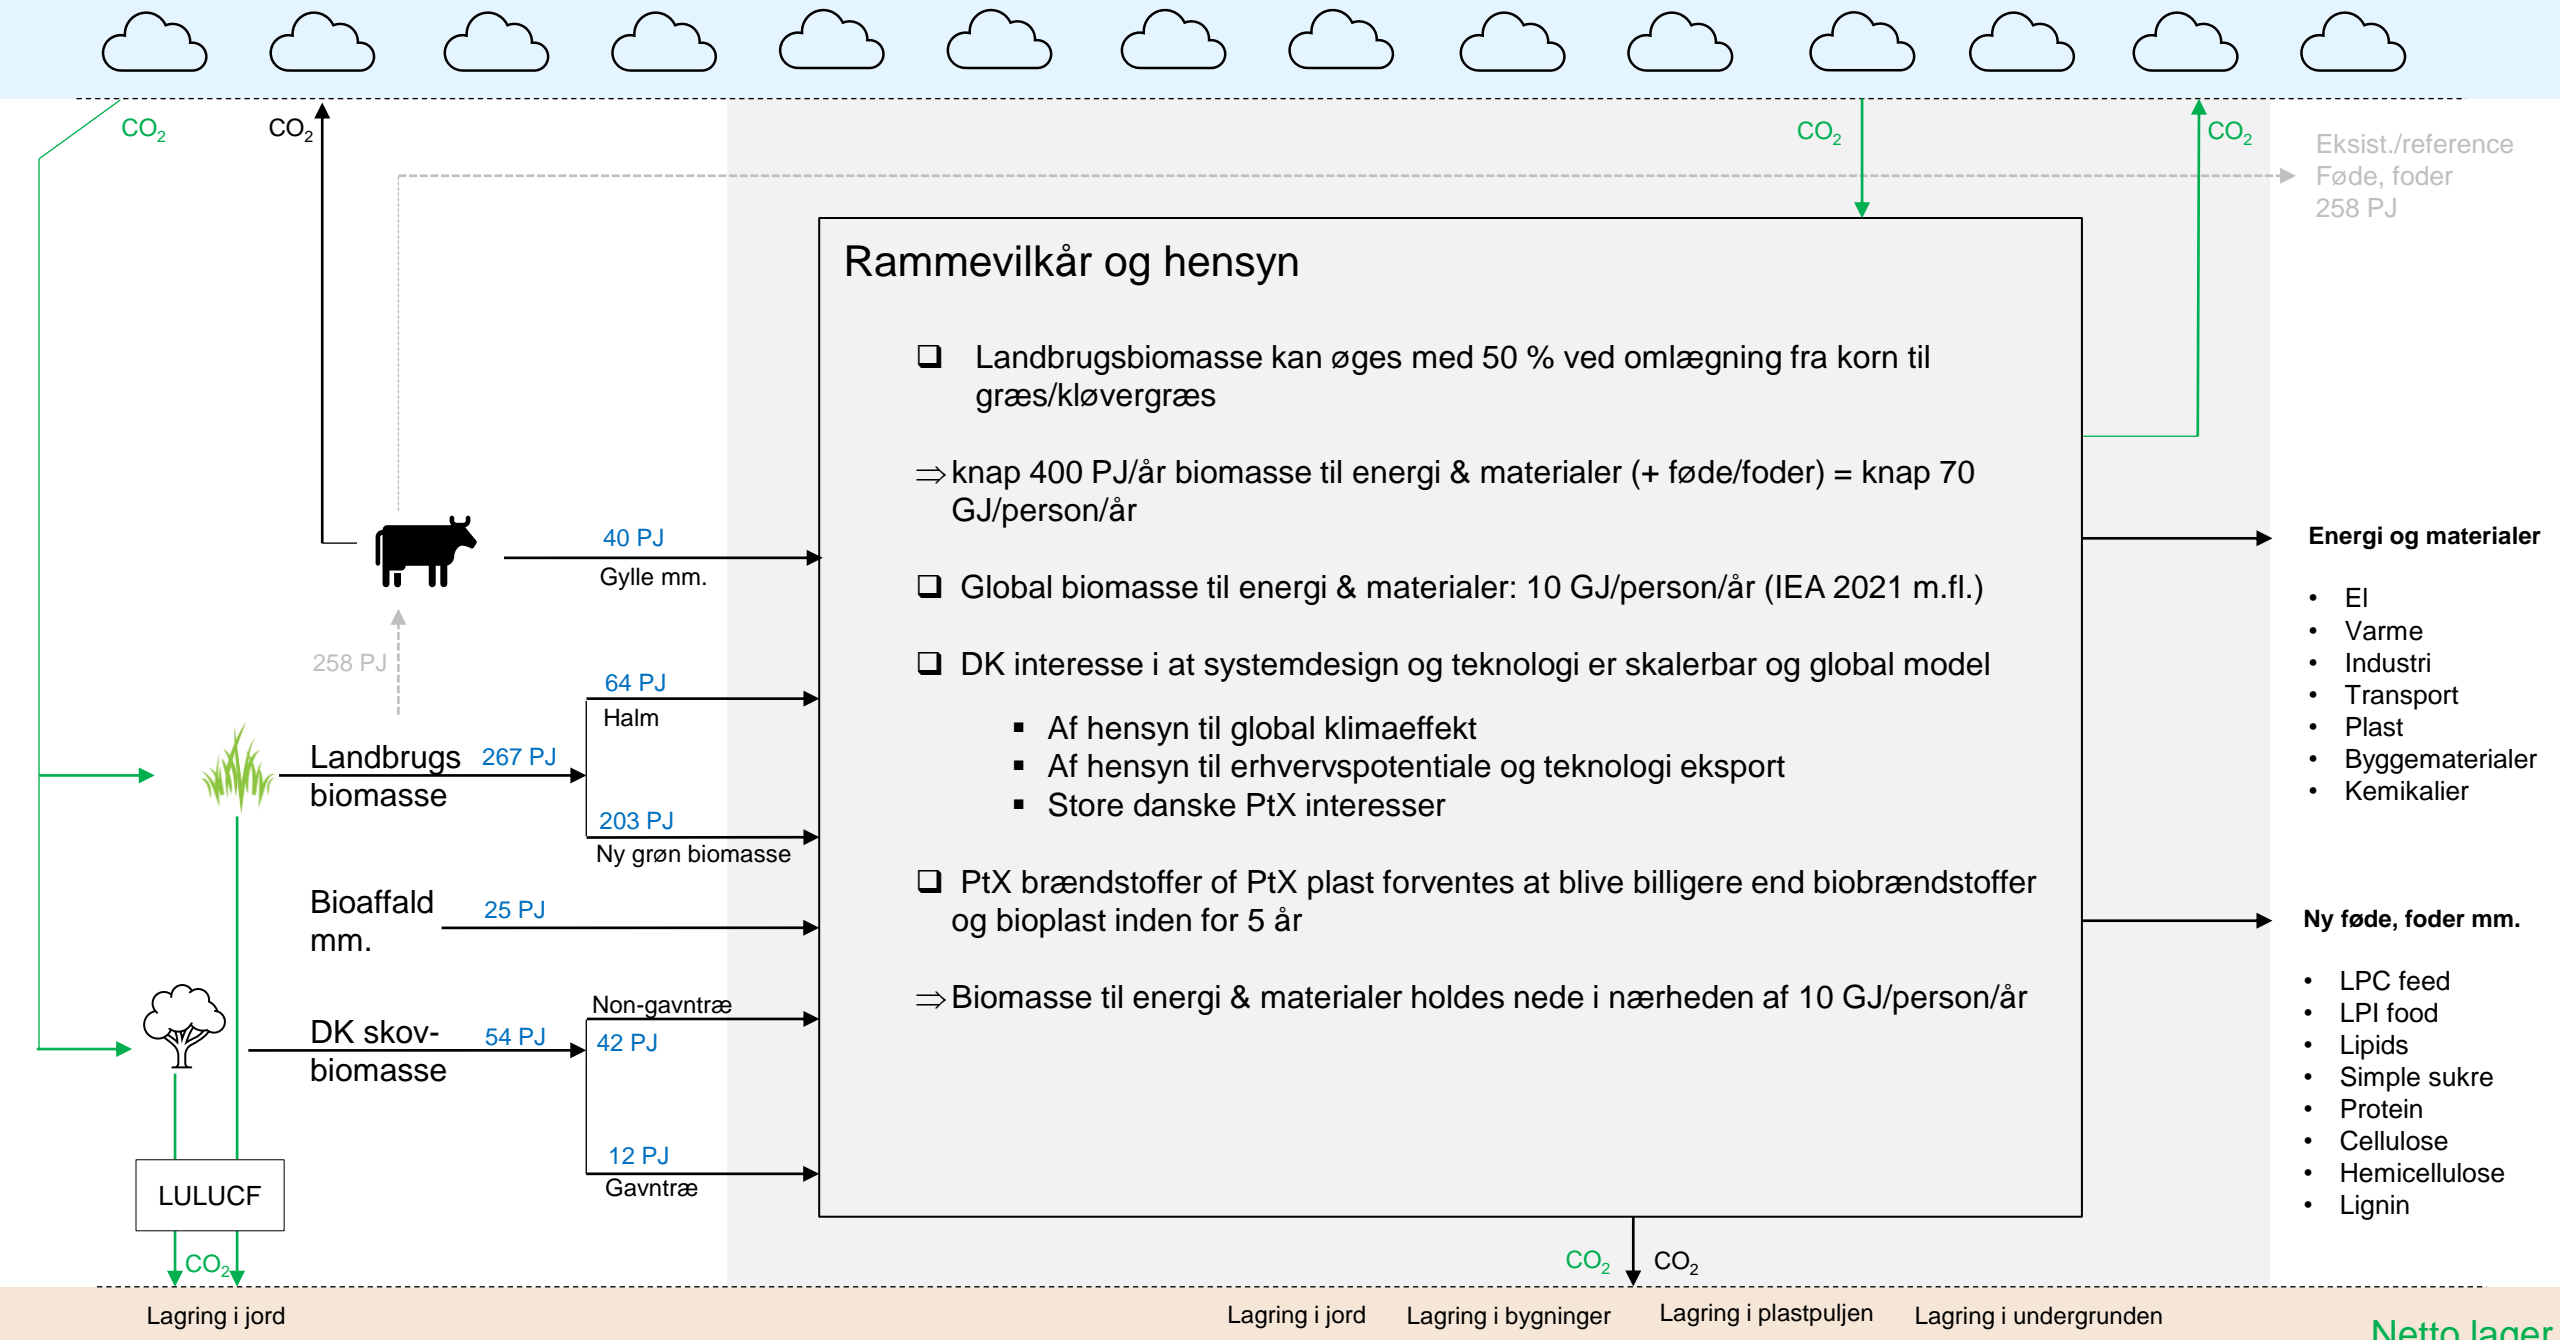 CO2
CO2
CO2
CO2
Eksist./reference
Føde, foder
258 PJ
Rammevilkår og hensyn
Landbrugsbiomasse kan øges med 50 % ved omlægning fra korn til
græs/kløvergræs
⇒ knap 400 PJ/år biomasse til energi & materialer (+ føde/foder) = knap 70
GJ/person/år
Global biomasse til energi & materialer: 10 GJ/person/år (IEA 2021 m.fl.)
DK interesse i at systemdesign og teknologi er skalerbar og global model
Af hensyn til global klimaeffekt
Af hensyn til erhvervspotentiale og teknologi eksport
Store danske PtX interesser
PtX brændstoffer of PtX plast forventes at blive billigere end biobrændstoffer
og bioplast inden for 5 år
⇒ Biomasse til energi & materialer holdes nede i nærheden af 10 GJ/person/år
40 PJ
Gylle mm.
258 PJ
64 PJ
Halm
Landbrugs
biomasse
267 PJ
203 PJ
Ny grøn biomasse
Bioaffald
mm.
25 PJ
DK skov-
biomasse
54 PJ
Non-gavntræ
42 PJ
12 PJ
Gavntræ
LULUCF
CO2
Energi og materialer
• El
• Varme
• Industri
• Transport
• Plast
• Byggematerialer
• Kemikalier
Ny føde, foder mm.
• LPC feed
• LPI food
• Lipids
• Simple sukre
• Protein
• Cellulose
• Hemicellulose
• Lignin
CO2
CO2
Lagring i jord
Lagring i jord
Lagring i bygninger
Lagring i plastpuljen
Lagring i undergrunden
Netto lager